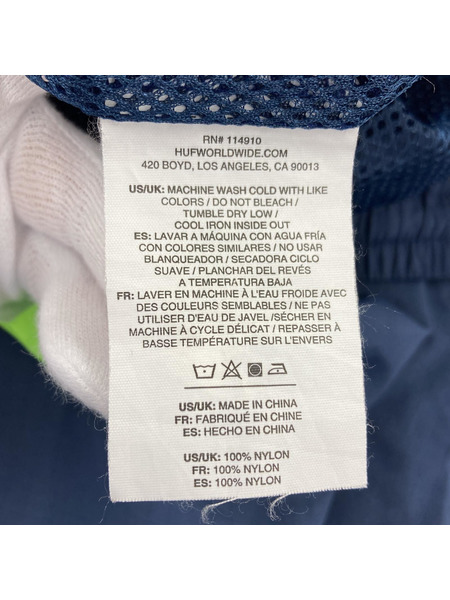 RN# 114910
HUFWORLDWIDE.COM
420 BOYD, LOS ANGELES, CA 90013
US/UK: MACHINE WASH COLD WITH LIKE
COLORS / DO NOT BLEACH /
TUMBLE DRY LOW /
COOL IRON INSIDE OUT
ES: LAVAR A MÁQUINA CON AGUA FRÍA
CON COLORES SIMILARES / NO USAR
BLANQUEADOR / SECADORA CICLO
SUAVE / PLANCHAR DEL REVÉS
A TEMPERATURA BAJA
FR: LAVER EN MACHINE À L'EAU FROIDE AVEC
DES COULEURS SEMBLABLES / NE PAS
UTILISER D'EAU DE JAVEL / SÉCHER EN
MACHINE À CYCLE DÉLICAT / REPASSER À
BASSE TEMPÉRATURE SUR L'ENVERS
US/UK: MADE IN CHINA
FR: FABRIQUÉ EN CHINE
ES: HECHO EN CHINA
US/UK: 100% NYLON
FR: 100% NYLON
ES: 100% NYLON